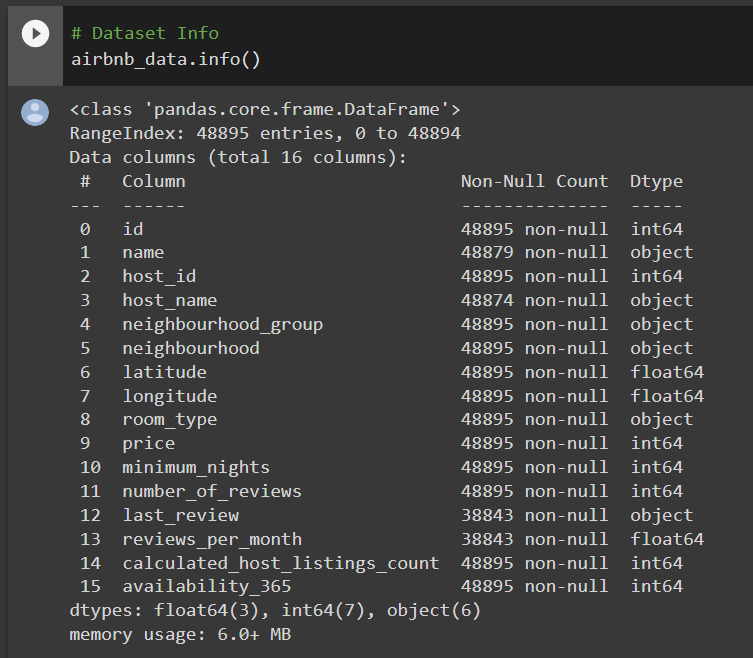 # Dataset Info
airbnb_data.info()
<class 'pandas.core.frame.DataFrame'>
RangeIndex: 48895 entries, 0 to 48894
Data columns (total 16 columns):
 #   Column                          Non-Null Count  Dtype
---  ------                          --------------  -----
 0   id                              48895 non-null  int64
 1   name                            48879 non-null  object
 2   host_id                         48895 non-null  int64
 3   host_name                       48874 non-null  object
 4   neighbourhood_group             48895 non-null  object
 5   neighbourhood                   48895 non-null  object
 6   latitude                        48895 non-null  float64
 7   longitude                       48895 non-null  float64
 8   room_type                       48895 non-null  object
 9   price                           48895 non-null  int64
 10  minimum_nights                  48895 non-null  int64
 11  number_of_reviews               48895 non-null  int64
 12  last_review                     38843 non-null  object
 13  reviews_per_month               38843 non-null  float64
 14  calculated_host_listings_count  48895 non-null  int64
 15  availability_365                48895 non-null  int64
dtypes: float64(3), int64(7), object(6)
memory usage: 6.0+ MB